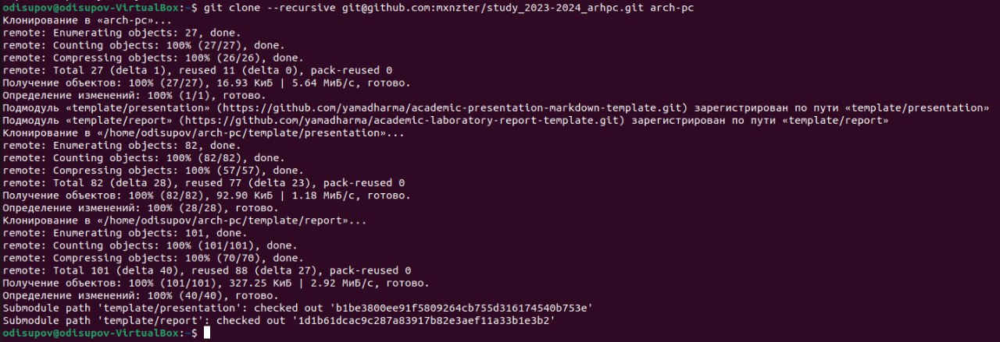 odisupov@odisupov-VirtualBox:~$ git clone --recursive git@github.com:mxnzter/study_2023-2024_arhpc.git arch-pc
Клонирование в «arch-pc»...
remote: Enumerating objects: 27, done.
remote: Counting objects: 100% (27/27), done.
remote: Compressing objects: 100% (26/26), done.
remote: Total 27 (delta 1), reused 11 (delta 0), pack-reused 0
Получение объектов: 100% (27/27), 16.93 КиБ | 5.64 МиБ/с, готово.
Определение изменений: 100% (1/1), готово.
Подмодуль «template/presentation» (https://github.com/yamadharma/academic-presentation-markdown-template.git) зарегистрирован по пути «template/presentation»
Подмодуль «template/report» (https://github.com/yamadharma/academic-laboratory-report-template.git) зарегистрирован по пути «template/report»
Клонирование в «/home/odisupov/arch-pc/template/presentation»...
remote: Enumerating objects: 82, done.
remote: Counting objects: 100% (82/82), done.
remote: Compressing objects: 100% (57/57), done.
remote: Total 82 (delta 28), reused 77 (delta 23), pack-reused 0
Получение объектов: 100% (82/82), 92.90 КиБ | 1.18 МиБ/с, готово.
Определение изменений: 100% (28/28), готово.
Клонирование в «/home/odisupov/arch-pc/template/report»...
remote: Enumerating objects: 101, done.
remote: Counting objects: 100% (101/101), done.
remote: Compressing objects: 100% (70/70), done.
remote: Total 101 (delta 40), reused 88 (delta 27), pack-reused 0
Получение объектов: 100% (101/101), 327.25 КиБ | 2.92 МиБ/с, готово.
Определение изменений: 100% (40/40), готово.
Submodule path 'template/presentation': checked out 'b1be3800ee91f5809264cb755d316174540b753e'
Submodule path 'template/report': checked out '1d1b61dcac9c287a83917b82e3aef11a33b1e3b2'
odisupov@odisupov-VirtualBox:~$